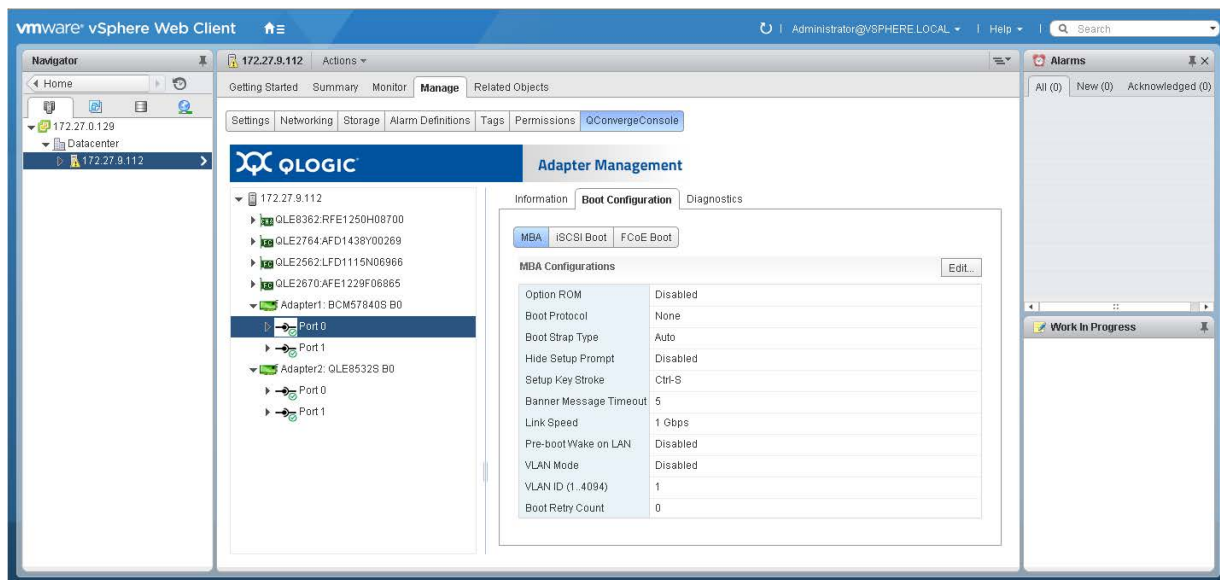 vmware® vSphere Web Client
Administrator@VSPHERE.LOCAL
Help
Search
Navigator
Home
172.27.0.129
Datacenter
172.27.9.112
172.27.9.112 Actions
Getting Started Summary Monitor Manage Related Objects
Settings Networking Storage Alarm Definitions Tags Permissions QConvergeConsole
QLOGIC
Adapter Management
172.27.9.112
QLE8362:RFE1250H08700
QLE2764:AFD1438Y00269
QLE2562:LFD1115N06966
QLE2670:AFE1229F06865
Adapter1: BCM57840S B0
Port 0
Port 1
Adapter2: QLE8532S B0
Port 0
Port 1
Information Boot Configuration Diagnostics
MBA iSCSI Boot FCoE Boot
MBA Configurations Edit...
Option ROM Disabled
Boot Protocol None
Boot Strap Type Auto
Hide Setup Prompt Disabled
Setup Key Stroke Ctrl-S
Banner Message Timeout 5
Link Speed 1 Gbps
Pre-boot Wake on LAN Disabled
VLAN Mode Disabled
VLAN ID (1..4094) 1
Boot Retry Count 0
Alarms
All (0) New (0) Acknowledged (0)
Work In Progress